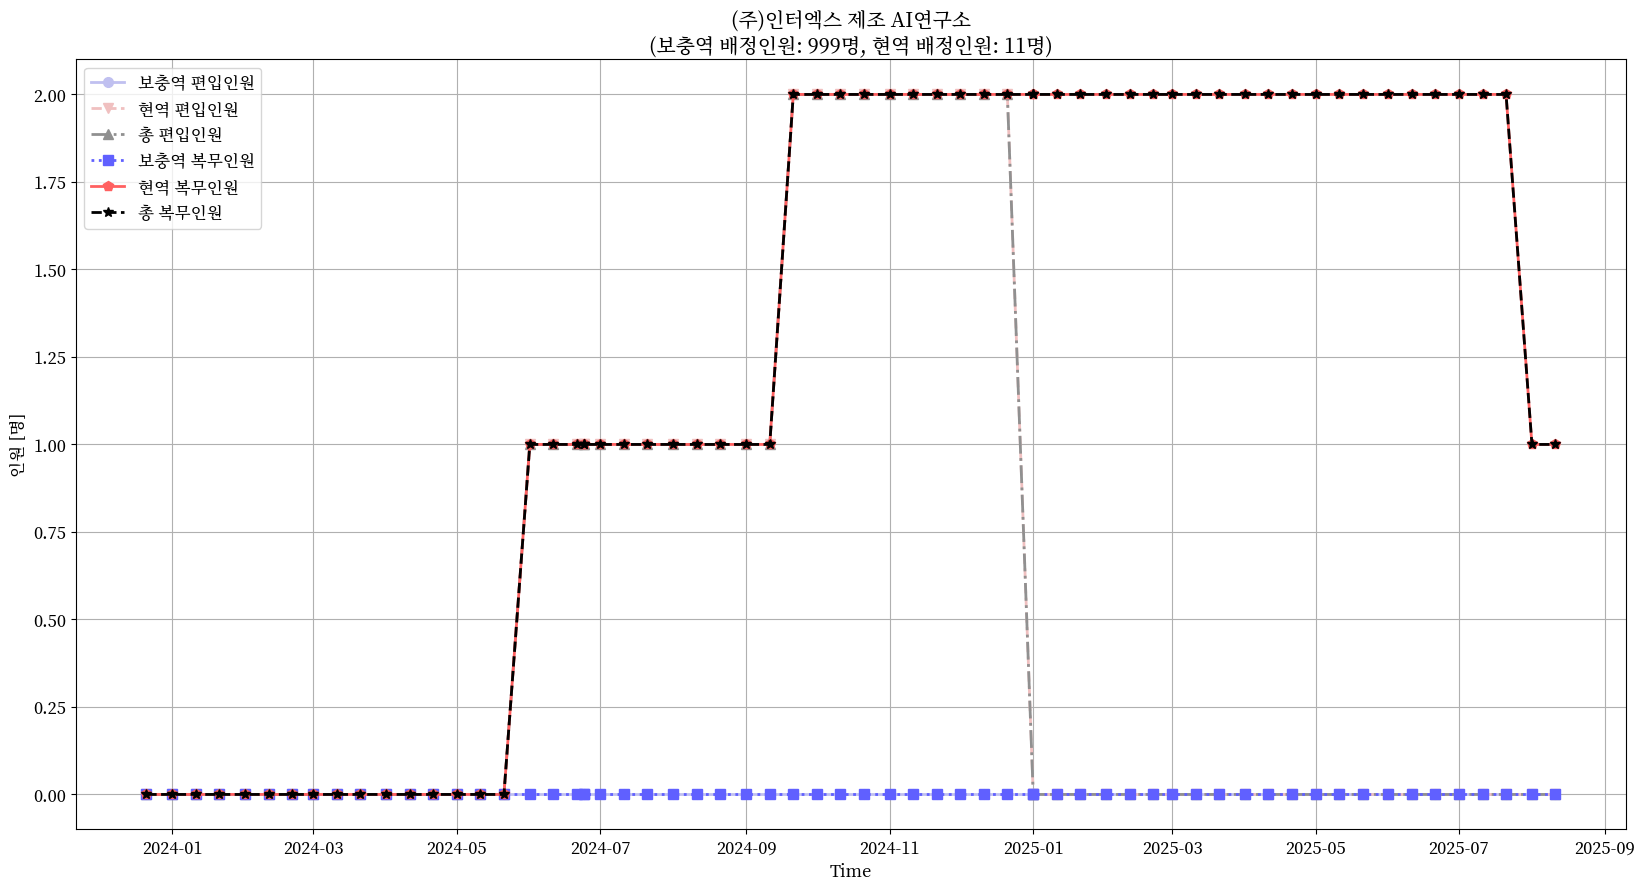 (주)인터엑스 제조 AI연구소
(보충역 배정인원: 999명, 현역 배정인원: 11명)
보충역 편입인원
현역 편입인원
총 편입인원
보충역 복무인원
현역 복무인원
총 복무인원
2.00
1.75
1.50
1.25
1.00
0.75
0.50
0.25
0.00
인원 [명]
2024-01
2024-03
2024-05
2024-07
2024-09
2024-11
2025-01
2025-03
2025-05
2025-07
2025-09
Time